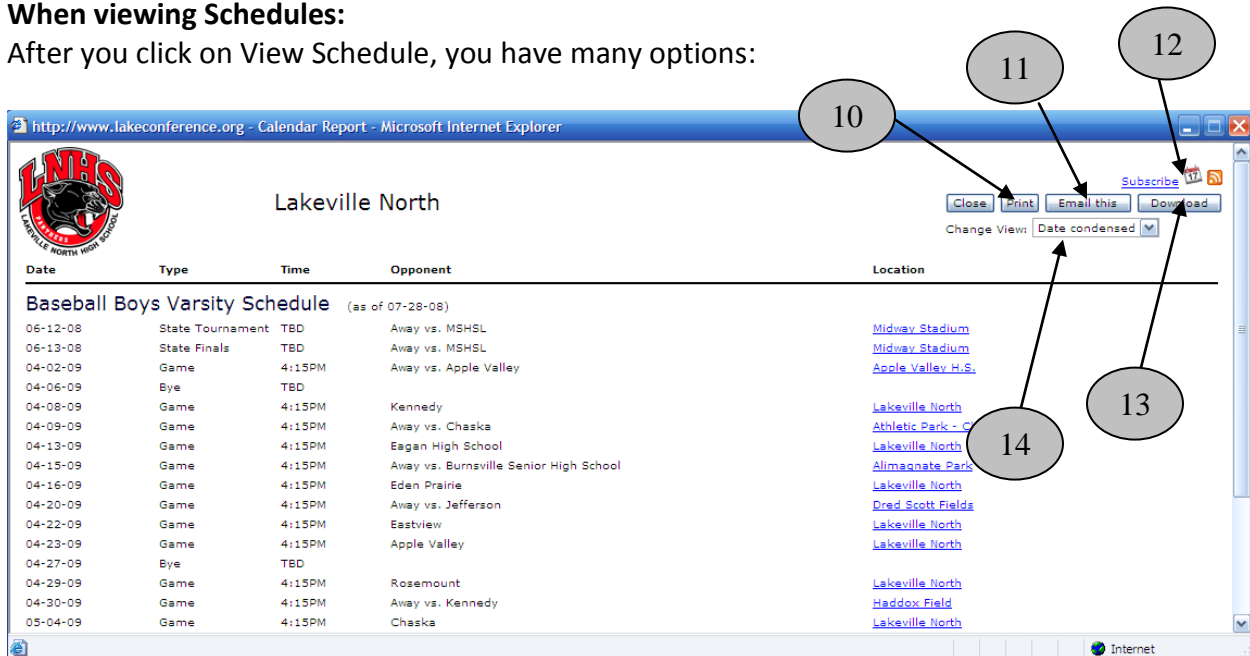 When viewing Schedules:
After you click on View Schedule, you have many options:
12
11
10
http://www.lakeconference.org - Calendar Report - Microsoft Internet Explorer
LNHS
PANTHERS
LAKEVILLE NORTH HIGH SCHOOL
Lakeville North
Subscribe 17
Close Print Email this Download
Change View: Date condensed
Date Type Time Opponent Location
Baseball Boys Varsity Schedule (as of 07-28-08)
06-12-08 State Tournament TBD Away vs. MSHSL Midway Stadium
06-13-08 State Finals TBD Away vs. MSHSL Midway Stadium
04-02-09 Game 4:15PM Away vs. Apple Valley Apple Valley H.S.
04-06-09 Bye TBD
04-08-09 Game 4:15PM Kennedy Lakeville North
04-09-09 Game 4:15PM Away vs. Chaska Athletic Park - C
13
04-13-09 Game 4:15PM Eagan High School Lakeville North
14
04-15-09 Game 4:15PM Away vs. Burnsville Senior High School Alimagnate Park
04-16-09 Game 4:15PM Eden Prairie Lakeville North
04-20-09 Game 4:15PM Away vs. Jefferson Dred Scott Fields
04-22-09 Game 4:15PM Eastview Lakeville North
04-23-09 Game 4:15PM Apple Valley Lakeville North
04-27-09 Bye TBD
04-29-09 Game 4:15PM Rosemount Lakeville North
04-30-09 Game 4:15PM Away vs. Kennedy Haddox Field
05-04-09 Game 4:15PM Chaska Lakeville North
Internet